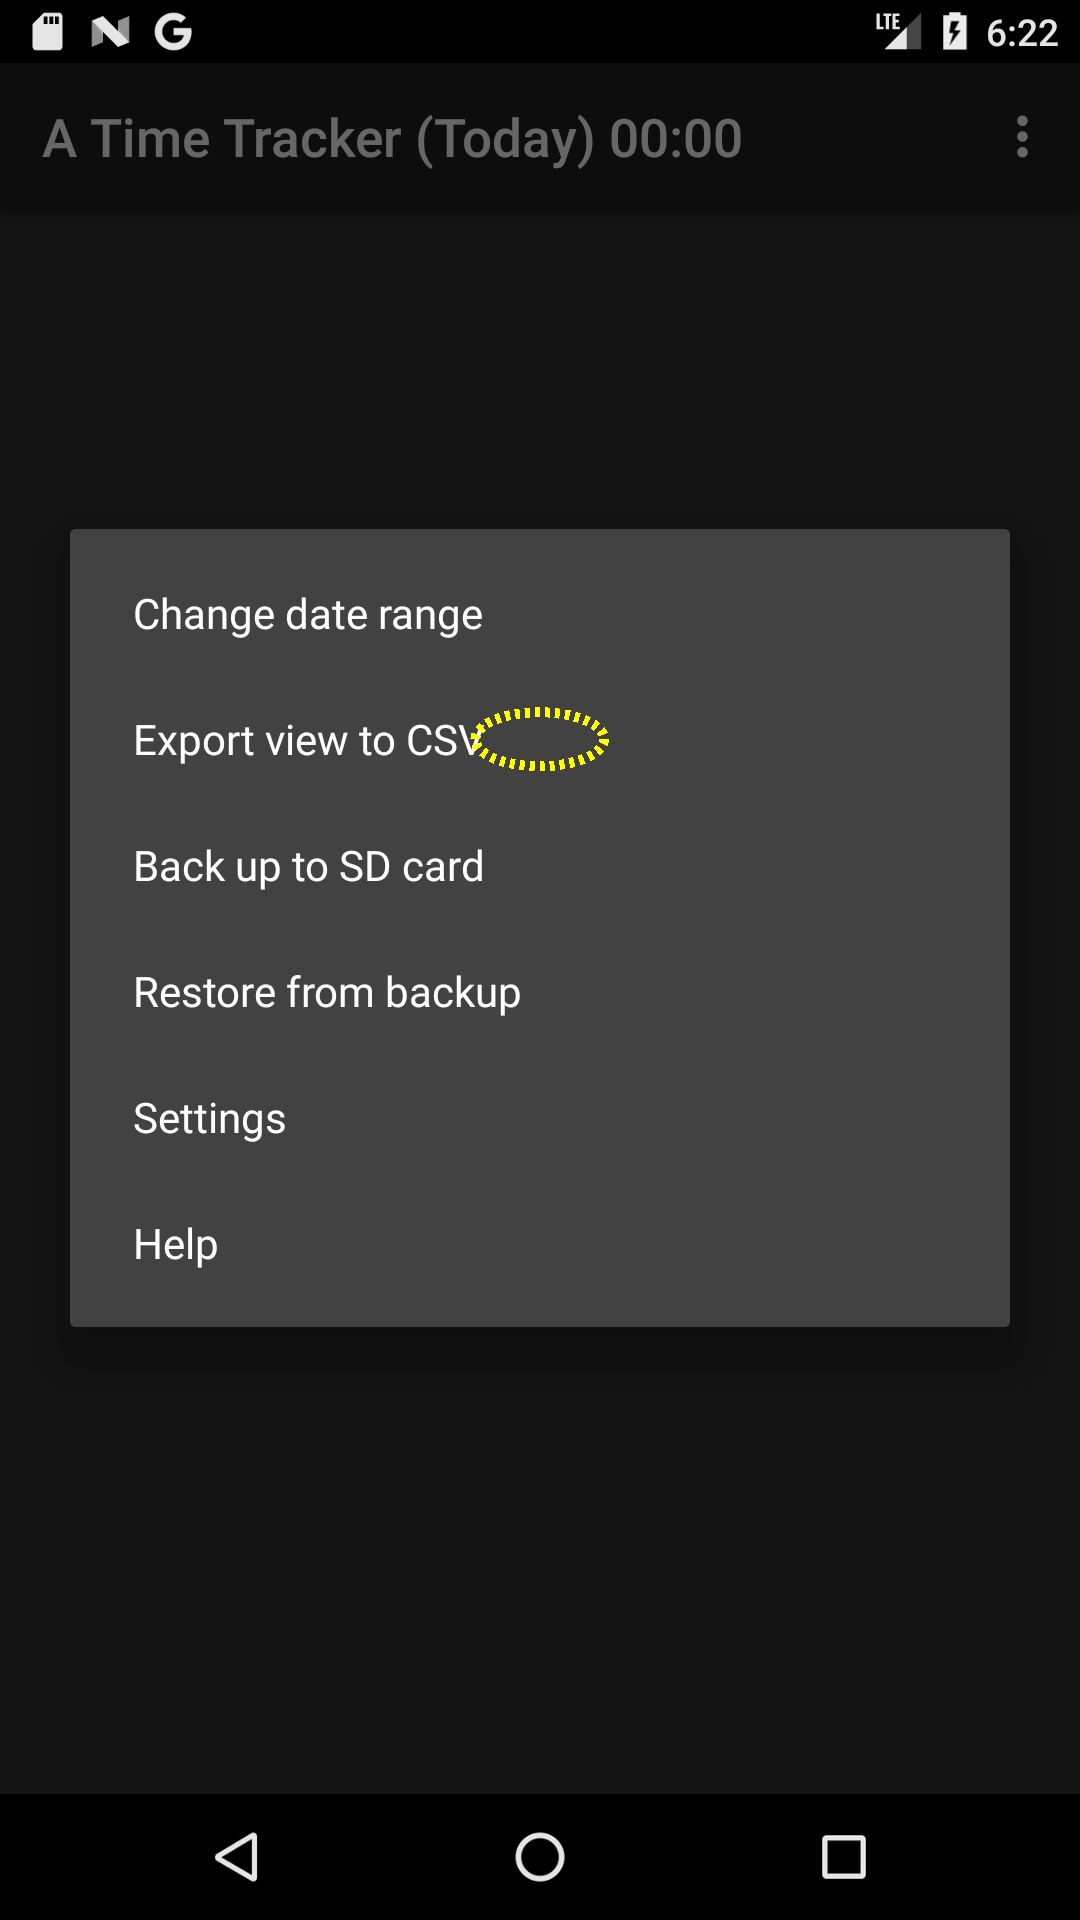 LTE 6:22
A Time Tracker (Today) 00:00
Change date range
Export view to CSV
Back up to SD card
Restore from backup
Settings
Help